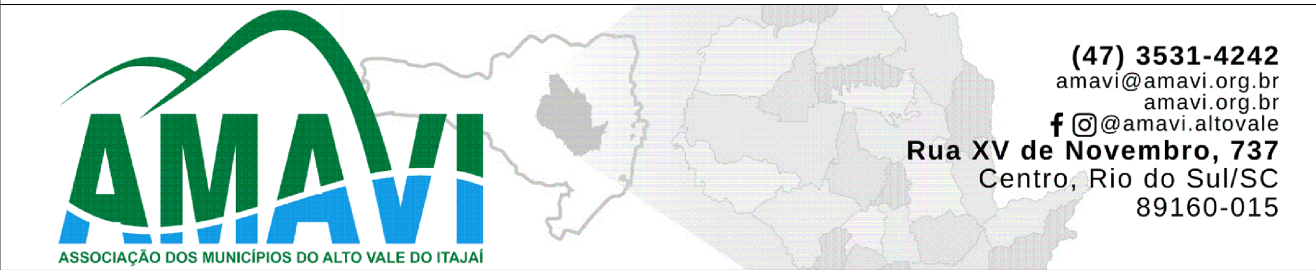 AMAVI
ASSOCIAÇÃO DOS MUNICÍPIOS DO ALTO VALE DO ITAJAÍ
(47) 3531-4242
amavi@amavi.org.br
amavi.org.br
@amavi.altovale
Rua XV de Novembro, 737
Centro, Rio do Sul/SC
89160-015